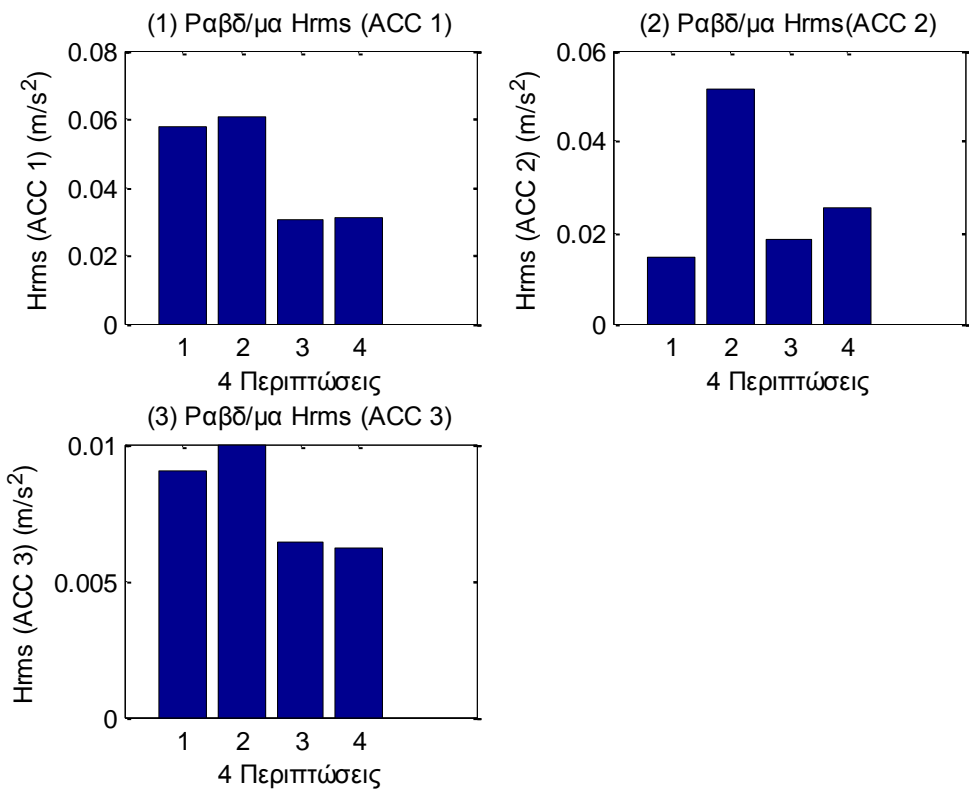 (1) Ραβδ/μα Hrms (ACC 1)
0.08
0.06
0.04
0.02
0
Hrms (ACC 1) (m/s²)
1 2 3 4
4 Περιπτώσεις
(2) Ραβδ/μα Hrms(ACC 2)
0.06
0.04
0.02
0
Hrms (ACC 2) (m/s²)
1 2 3 4
4 Περιπτώσεις
(3) Ραβδ/μα Hrms (ACC 3)
0.01
0.005
0
Hrms (ACC 3) (m/s²)
1 2 3 4
4 Περιπτώσεις